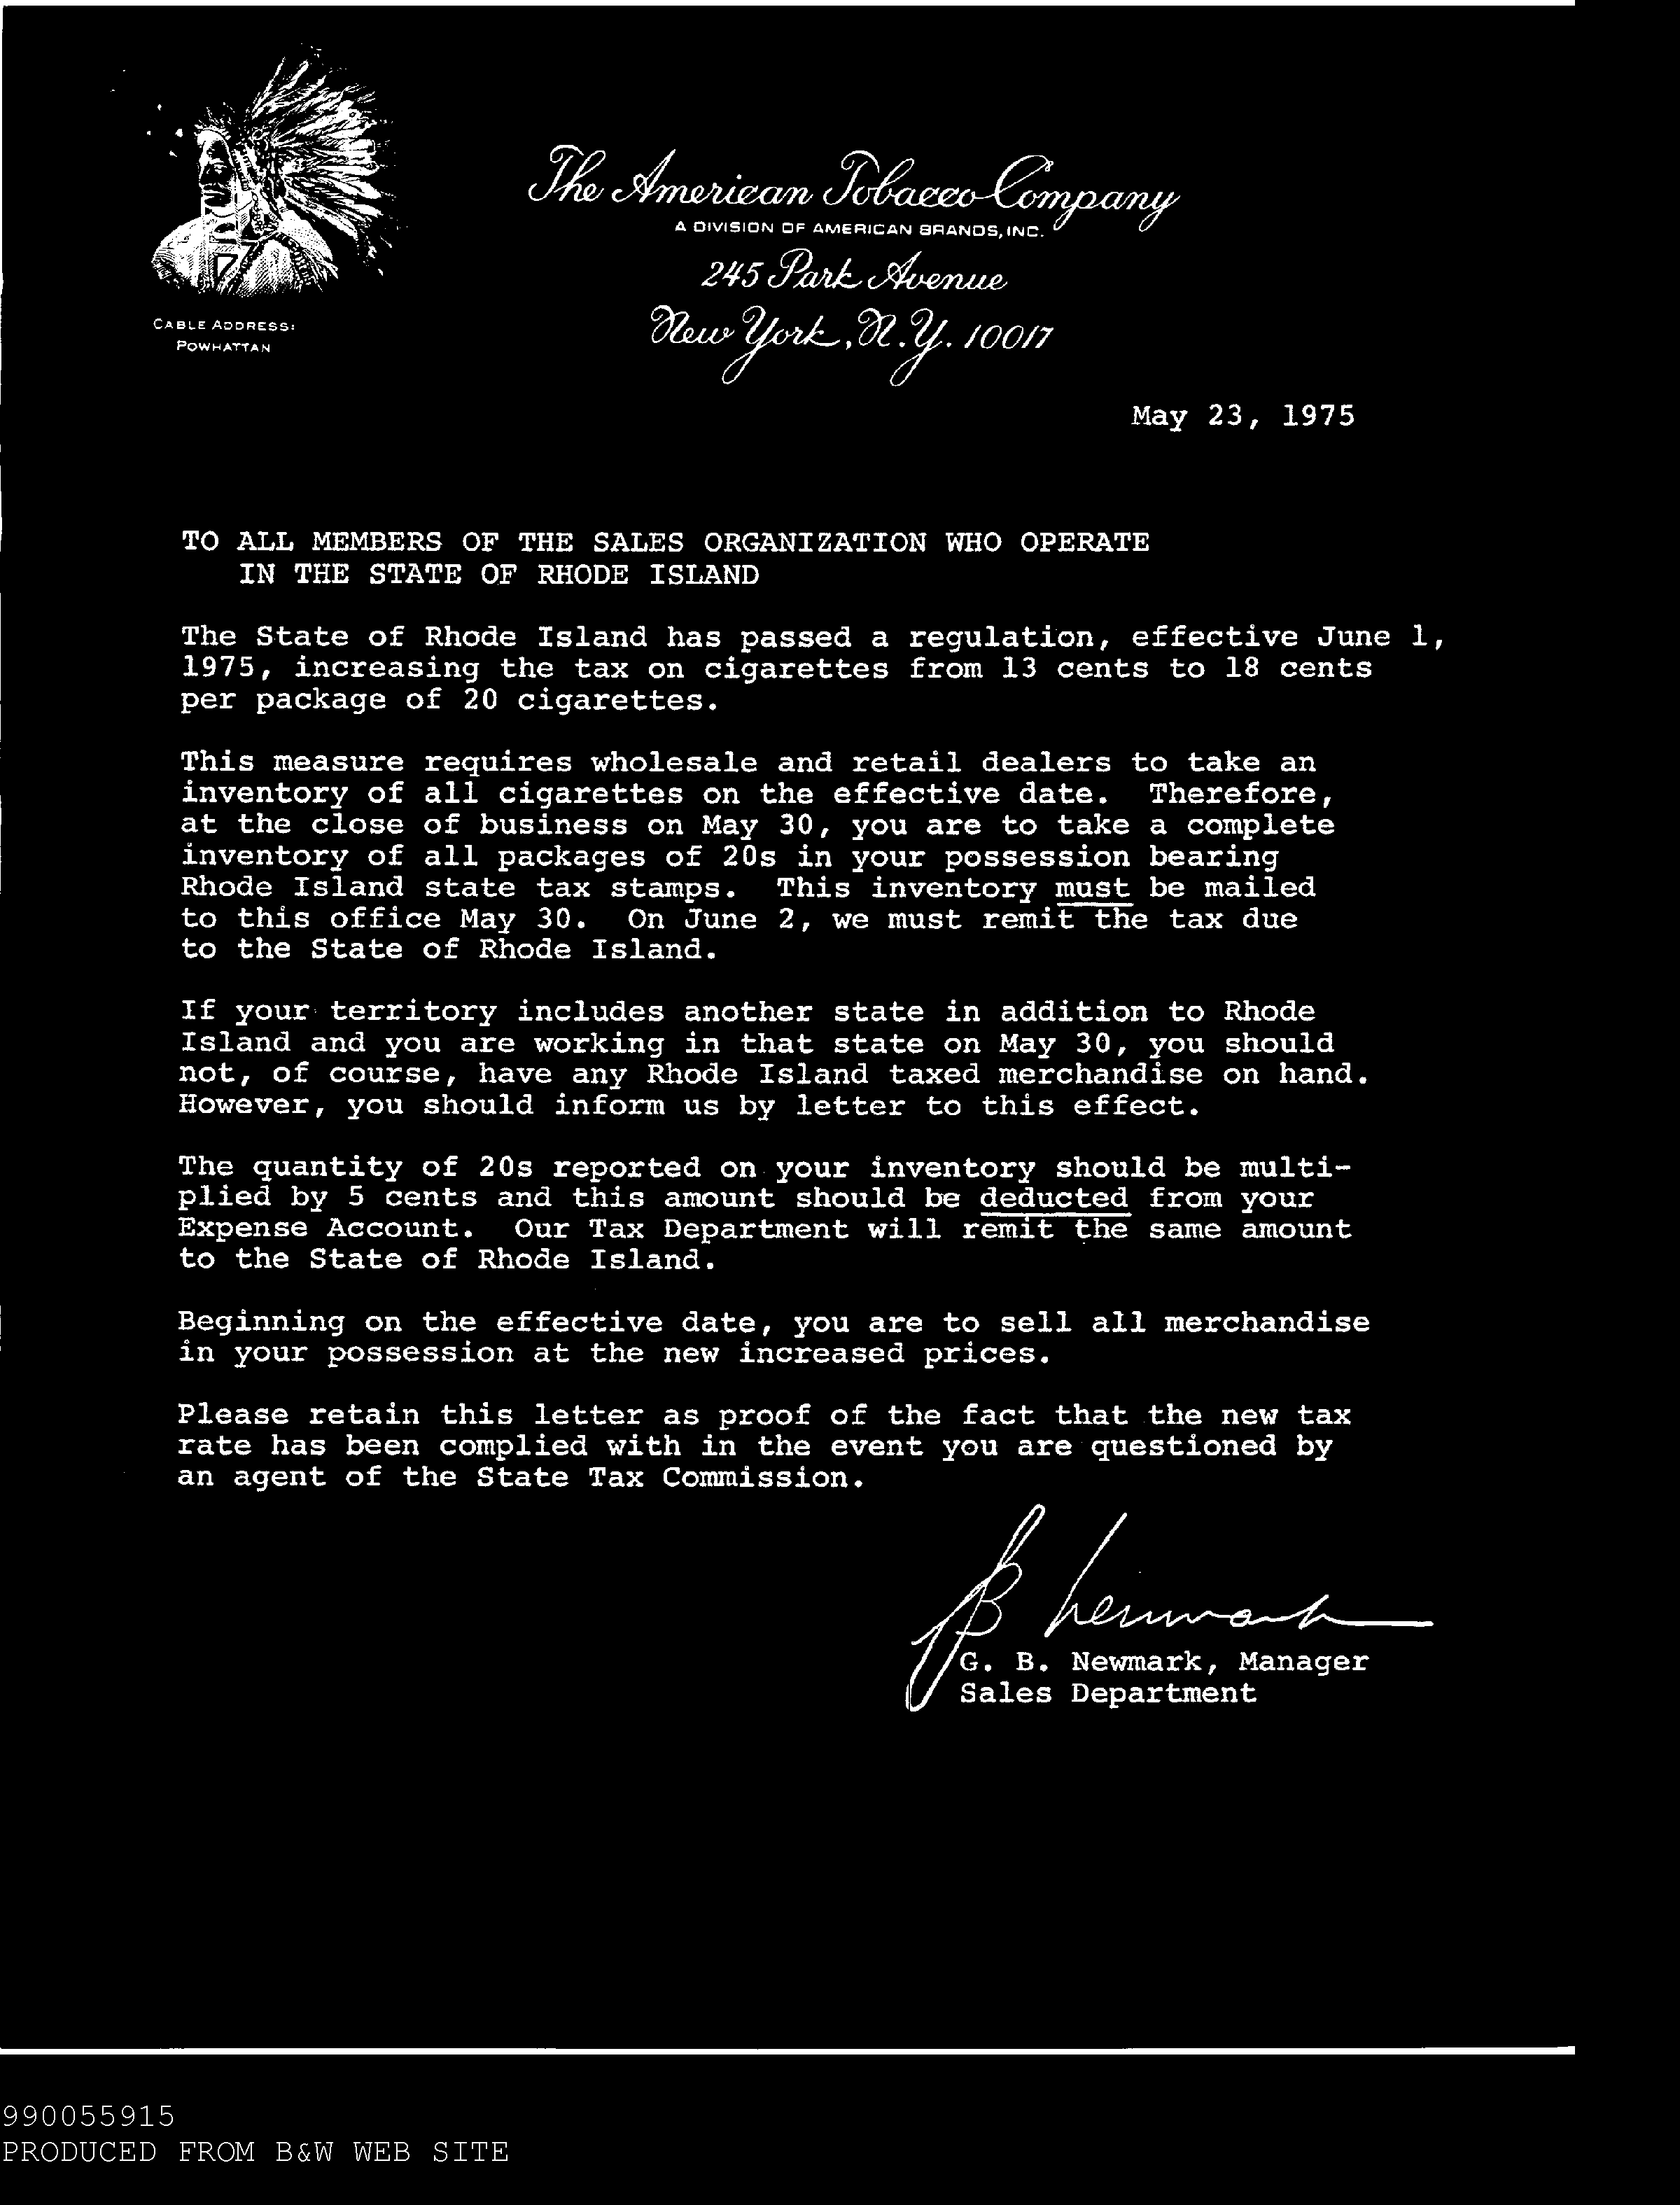 The American Tobacco Company
A DIVISION OF AMERICAN BRANDS, INC.
245 Park Avenue
New York, N.Y. 10017
CABLE ADDRESS:
POWHATTAN
May 23, 1975
TO ALL MEMBERS OF THE SALES ORGANIZATION WHO OPERATE
IN THE STATE OF RHODE ISLAND
The State of Rhode Island has passed a regulation, effective June 1,
1975, increasing the tax on cigarettes from 13 cents to 18 cents
per package of 20 cigarettes.
This measure requires wholesale and retail dealers to take an
inventory of all cigarettes on the effective date. Therefore,
at the close of business on May 30, you are to take a complete
inventory of all packages of 20s in your possession bearing
Rhode Island state tax stamps. This inventory must be mailed
to this office May 30. On June 2, we must remit the tax due
to the State of Rhode Island.
If your territory includes another state in addition to Rhode
Island and you are working in that state on May 30, you should
not, of course, have any Rhode Island taxed merchandise on hand.
However, you should inform us by letter to this effect.
The quantity of 20s reported on your inventory should be multi-
plied by 5 cents and this amount should be deducted from your
Expense Account. Our Tax Department will remit the same amount
to the State of Rhode Island.
Beginning on the effective date, you are to sell all merchandise
in your possession at the new increased prices.
Please retain this letter as proof of the fact that the new tax
rate has been complied with in the event you are questioned by
an agent of the State Tax Commission.
G. B. Newmark, Manager
Sales Department
990055915
PRODUCED FROM B&W WEB SITE